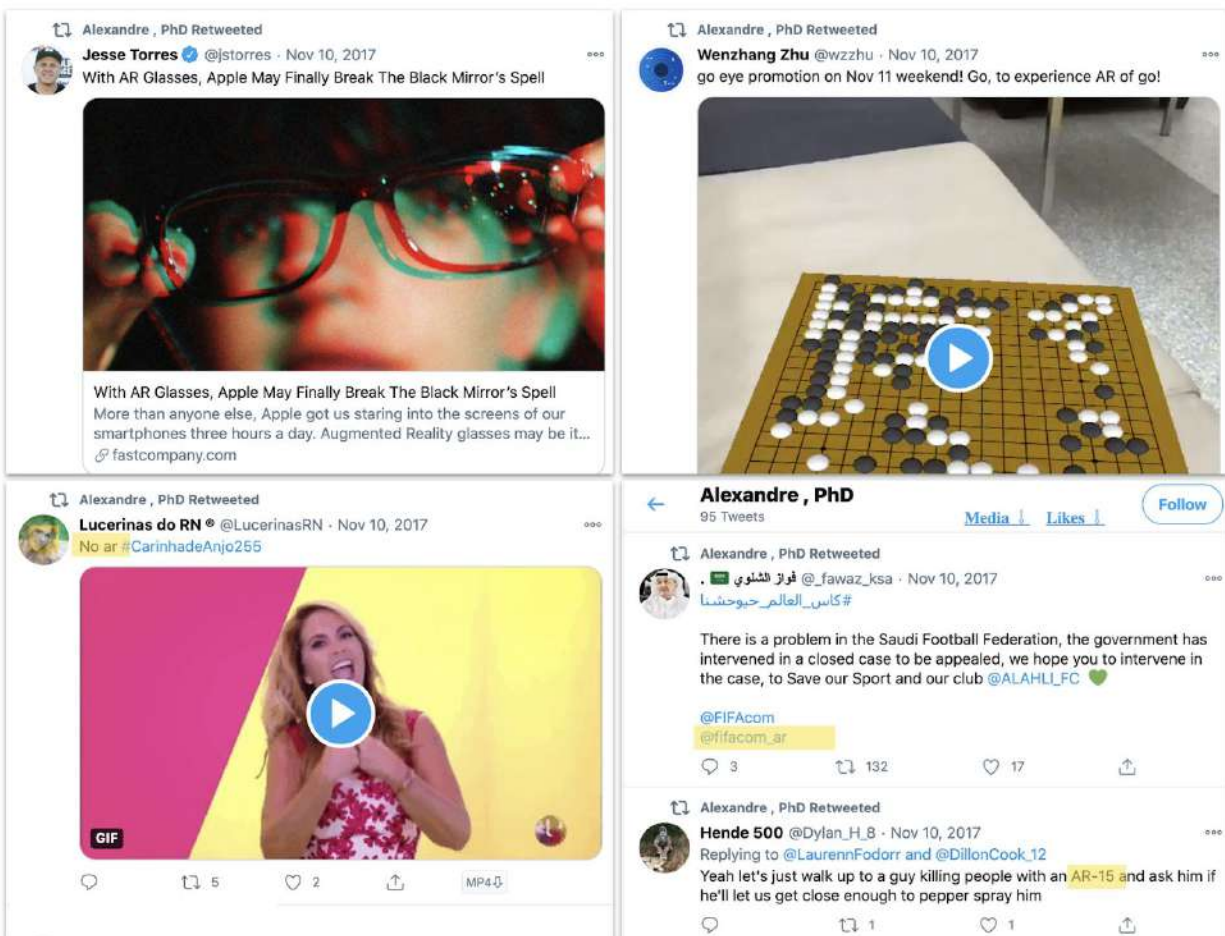 Alexandre , PhD Retweeted
Jesse Torres @jstorres · Nov 10, 2017
With AR Glasses, Apple May Finally Break The Black Mirror's Spell
With AR Glasses, Apple May Finally Break The Black Mirror's Spell
More than anyone else, Apple got us staring into the screens of our
smartphones three hours a day. Augmented Reality glasses may be it...
fastcompany.com
Alexandre , PhD Retweeted
Wenzhang Zhu @wzzhu · Nov 10, 2017
go eye promotion on Nov 11 weekend! Go, to experience AR of go!
Alexandre , PhD Retweeted
Lucerinas do RN ® @LucerinasRN · Nov 10, 2017
No ar #CarinhadeAnjo255
GIF
5
2
MP4
Alexandre , PhD
95 Tweets
Media
Likes
Follow
Alexandre , PhD Retweeted
فواز الشلوي . @_fawaz_ksa · Nov 10, 2017
#كاس_العالم_حيوحشنا
There is a problem in the Saudi Football Federation, the government has
intervened in a closed case to be appealed, we hope you to intervene in
the case, to Save our Sport and our club @ALAHLI_FC
@FIFAcom
@fifacom_ar
3
132
17
Alexandre , PhD Retweeted
Hende 500 @Dylan_H_8 · Nov 10, 2017
Replying to @LaurennFodorr and @DillonCook_12
Yeah let's just walk up to a guy killing people with an AR-15 and ask him if
he'll let us get close enough to pepper spray him
1
1